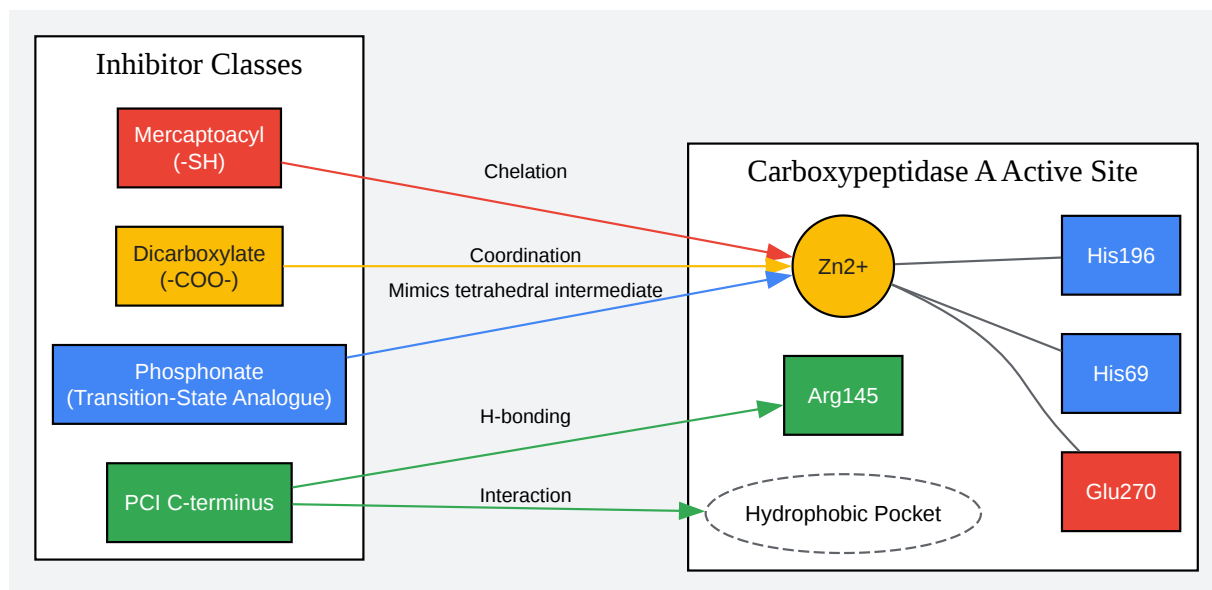 Inhibitor Classes
Mercaptoacyl
(-SH)
Dicarboxylate
(-COO-)
Phosphonate
(Transition-State Analogue)
PCI C-terminus
Chelation
Coordination
Mimics tetrahedral intermediate
H-bonding
Interaction
Carboxypeptidase A Active Site
Zn2+
His196
His69
Arg145
Glu270
Hydrophobic Pocket